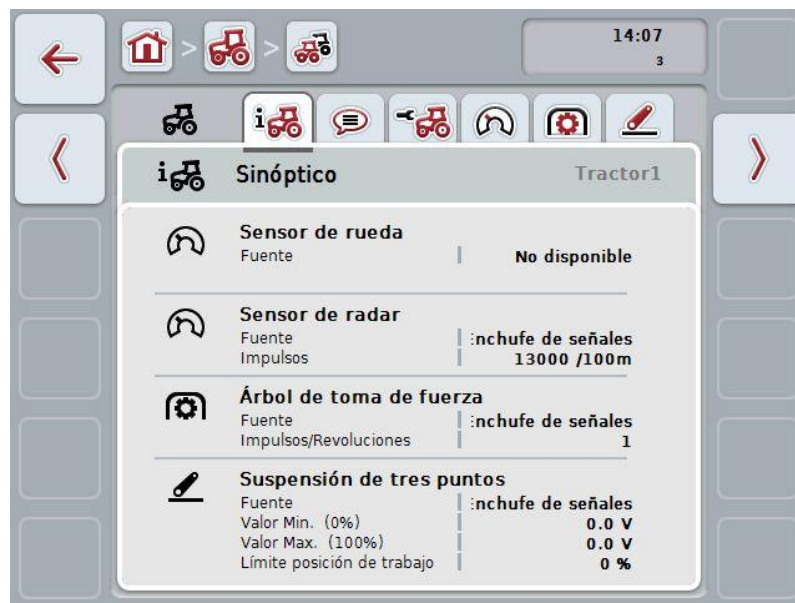 14:07
3
i
Sinóptico
Tractor1
Sensor de rueda
Fuente No disponible
Sensor de radar
Fuente nchufe de señales
Impulsos 13000 /100m
Árbol de toma de fuerza
Fuente nchufe de señales
Impulsos/Revoluciones 1
Suspensión de tres puntos
Fuente nchufe de señales
Valor Min. (0%) 0.0 V
Valor Max. (100%) 0.0 V
Límite posición de trabajo 0 %